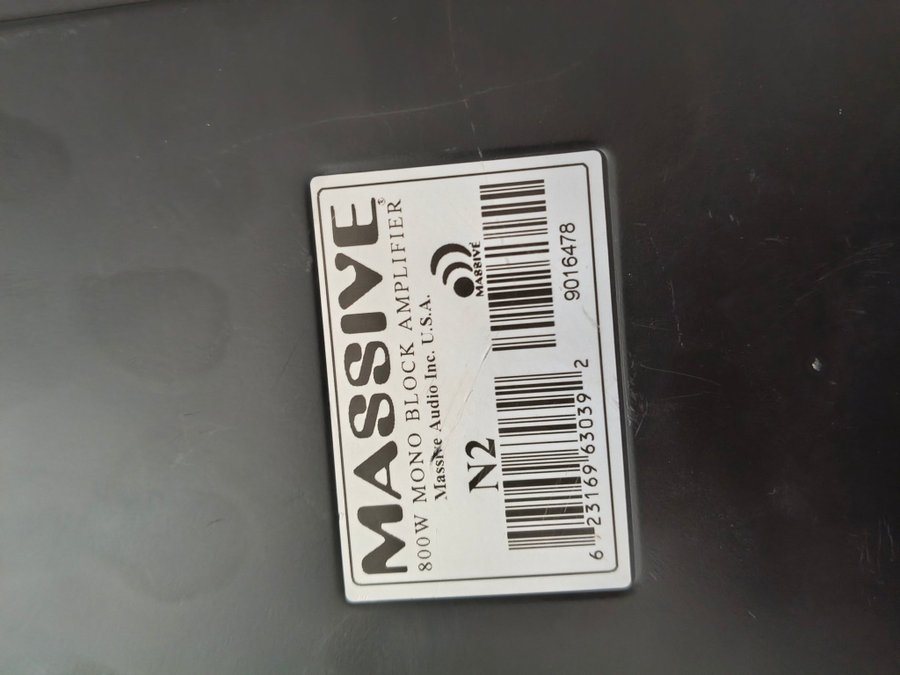 MASSIVE®
800W MONO BLOCK AMPLIFIER
Massive Audio Inc. U.S.A.
MASSIVE
N2
6 23169 63039 2
9016478